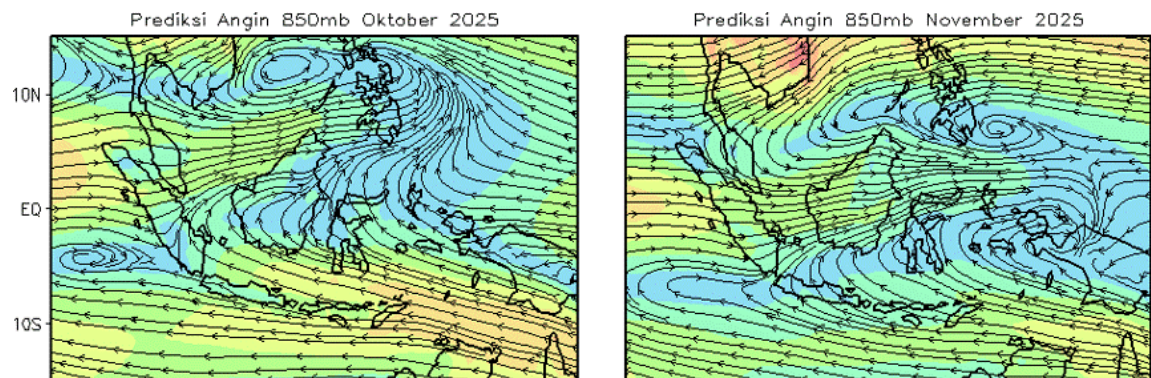 Prediksi Angin 850mb Oktober 2025
Prediksi Angin 850mb November 2025
10N
EQ
10S